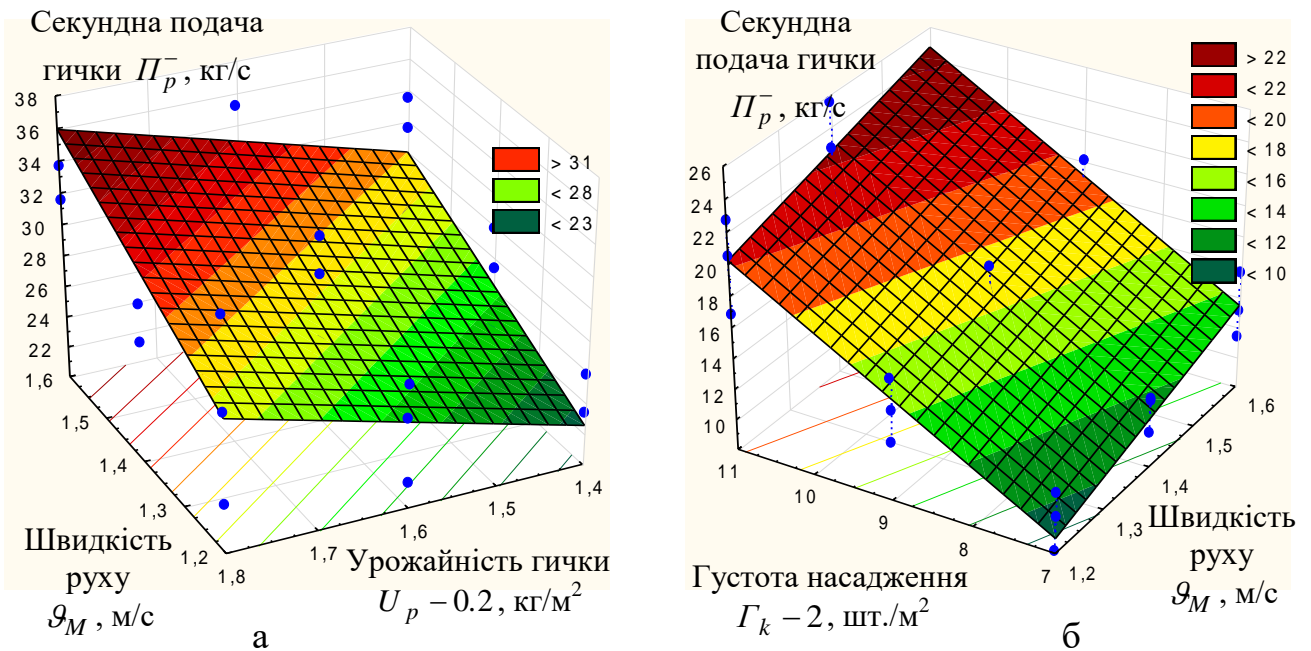 Секундна подача
гички П_р^-, кг/с
38
36
34
32
30
28
26
24
22
1,6
1,5
1,4
1,3
1,2
1,8
1,7
1,6
1,5
1,4
> 31
< 28
< 23
Швидкість
руху
ϑ_M , м/с
Урожайність гички
U_p − 0.2, кг/м²
а
Секундна
подача гички
П_р^-, кг/с
26
24
22
20
18
16
14
12
10
11
10
9
8
7
1,2
1,3
1,4
1,5
1,6
> 22
< 22
< 20
< 18
< 16
< 14
< 12
< 10
Густота насадження
Г_k − 2, шт./м²
Швидкість
руху
ϑ_M , м/с
б